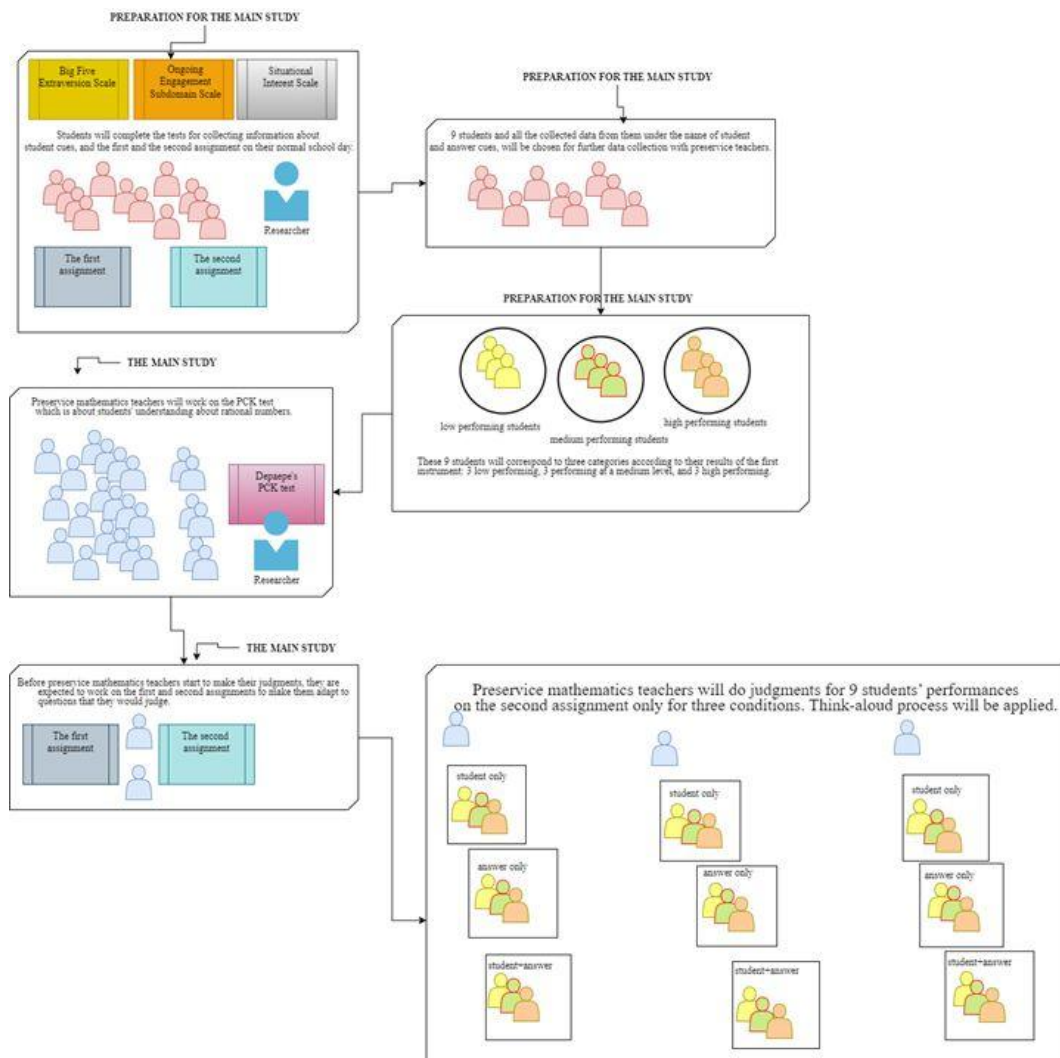 PREPARATION FOR THE MAIN STUDY
Big Five
Extraversion Scale
Ongoing
Engagement
Subdomain Scale
Situational
Interest Scale
Students will complete the tests for collecting information about
student cues, and the first and the second assignment on their normal school day.
Researcher
The first
assignment
The second
assignment
PREPARATION FOR THE MAIN STUDY
9 students and all the collected data from them under the name of student
and answer cues, will be chosen for further data collection with preservice teachers.
PREPARATION FOR THE MAIN STUDY
low performing students
medium performing students
high performing students
These 9 students will correspond to three categories according to their results of the first
instrument: 3 low performing, 3 performing at a medium level, and 3 high performing.
THE MAIN STUDY
Preservice mathematics teachers will work on the PCK test
which is about students' understanding about rational numbers.
Depaepe's
PCK test
Researcher
THE MAIN STUDY
Before preservice mathematics teachers start to make their judgments, they are
expected to work on the first and second assignments to make them adapt to
questions that they would judge.
The first
assignment
The second
assignment
Preservice mathematics teachers will do judgments for 9 students' performances
on the second assignment only for three conditions. Think-aloud process will be applied.
student only
answer only
student+answer
student only
answer only
student+answer
student only
answer only
student+answer